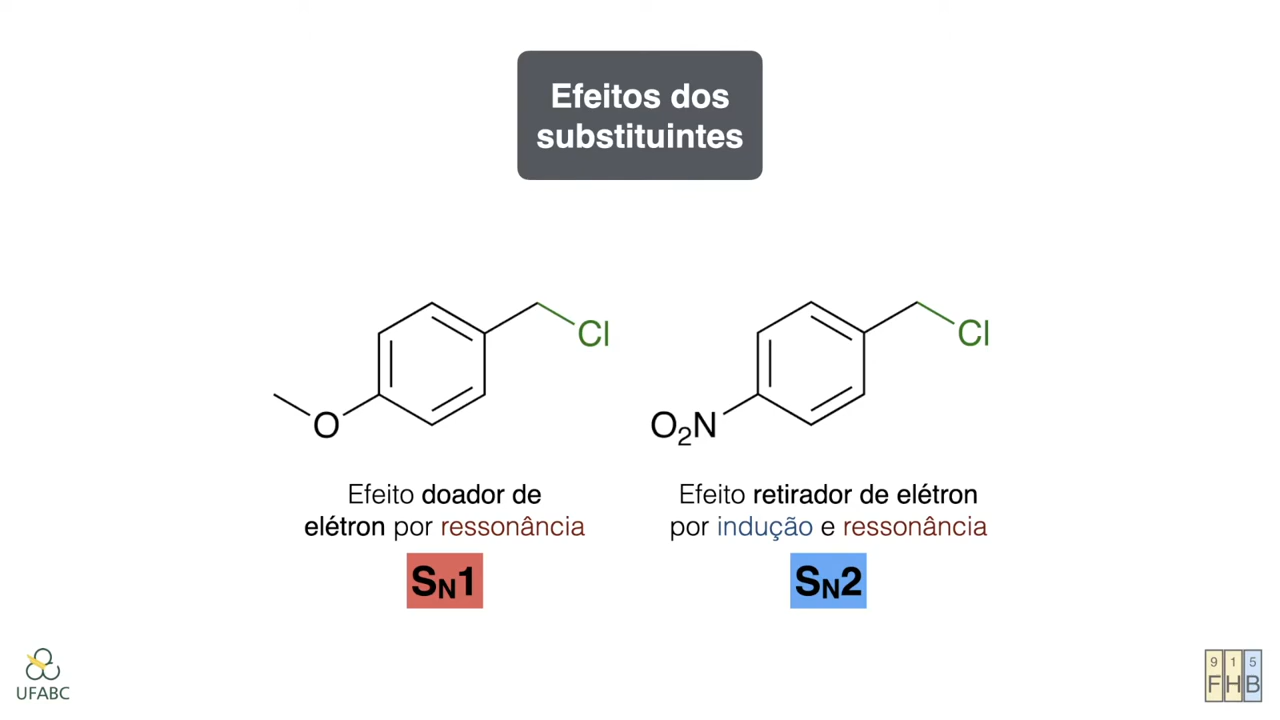 Efeitos dos
substituintes
Cl
O
Cl
O₂N
Efeito doador de
elétron por ressonância
Efeito retirador de elétron
por indução e ressonância
SN1
SN2
UFABC
9 1 5
F H B